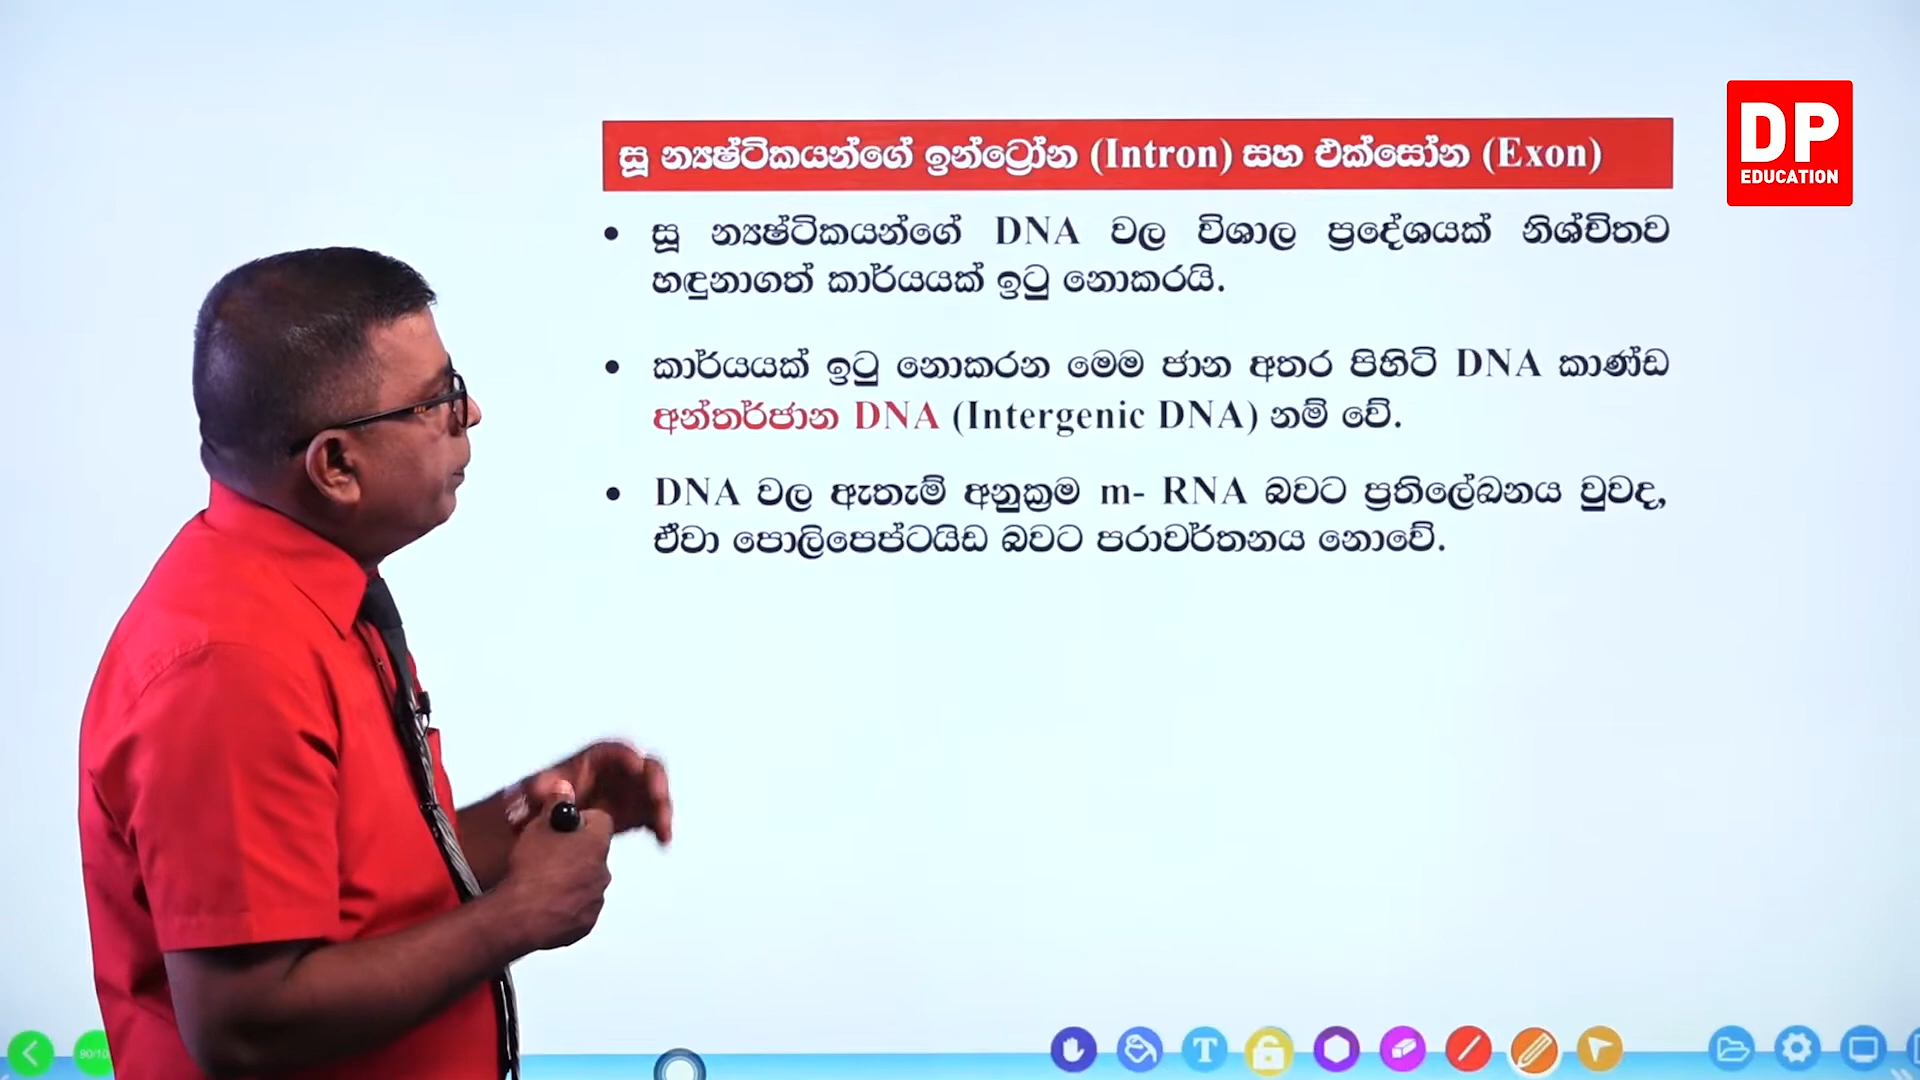 DP
EDUCATION
සූ න්‍යෂ්ටිකයන්ගේ ඉන්ට්‍රෝන (Intron) සහ එක්සෝන (Exon)
• සූ න්‍යෂ්ටිකයන්ගේ DNA වල විශාල ප්‍රදේශයක් නිශ්චිතව
හඳුනාගත් කාර්යයක් ඉටු නොකරයි.
• කාර්යයක් ඉටු නොකරන මෙම ජාන අතර පිහිටි DNA කාණ්ඩ
අන්තර්ජාන DNA (Intergenic DNA) නම් වේ.
• DNA වල ඇතැම් අනුක්‍රම m- RNA බවට ප්‍රතිලේඛනය වුවද,
ඒවා පොලිපෙප්ටයිඩ බවට පරාවර්තනය නොවේ.
T